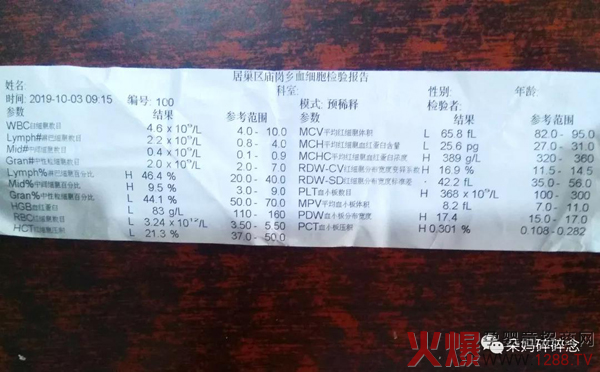 居巢区庙岗乡血细胞检验报告
姓名: 科室: 性别: 年龄
时间: 2019-10-03 09:15 编号: 100 模式: 预稀释 检验者:
参数 结果 参考范围 参数 结果 参考范围
WBC白细胞数目 4.6 x 10⁹/L 4.0 - 10.0 MCV平均红细胞体积 L 65.8 fL 82.0 - 95.0
Lymph#淋巴细胞数目 2.2 x 10⁹/L 0.8 - 4.0 MCH平均红细胞血红蛋白含量 L 25.6 pg 27.0 - 31.0
Mid#中间细胞数目 0.4 x 10⁹/L 0.1 - 0.9 MCHC平均红细胞血红蛋白浓度 H 389 g/L 320 - 360
Gran#中性粒细胞数目 2.0 x 10⁹/L 2.0 - 7.0 RDW-CV红细胞分布宽度变异系数 H 16.9 % 11.5 - 14.5
Lymph%淋巴细胞百分比 H 46.4 % 20.0 - 40.0 RDW-SD红细胞分布宽度标准差 42.2 fL 35.0 - 56.0
Mid%中间细胞百分比 H 9.5 % 3.0 - 9.0 PLT血小板数目 H 368 x 10⁹/L 100 - 300
Gran%中性粒细胞百分比 L 44.1 % 50.0 - 70.0 MPV平均血小板体积 8.2 fL 7.0 - 11.0
HGB血红蛋白 L 83 g/L 110 - 160 PDW血小板分布宽度 H 17.4 15.0 - 17.0
RBC红细胞数目 L 3.24 x 10¹²/L 3.50 - 5.50 PCT血小板压积 H 0.301 % 0.108 - 0.282
HCT红细胞压积 L 21.3 % 37.0 - 50.0
火爆孕婴童招商网
朵妈碎碎念
WWW.1288.TV